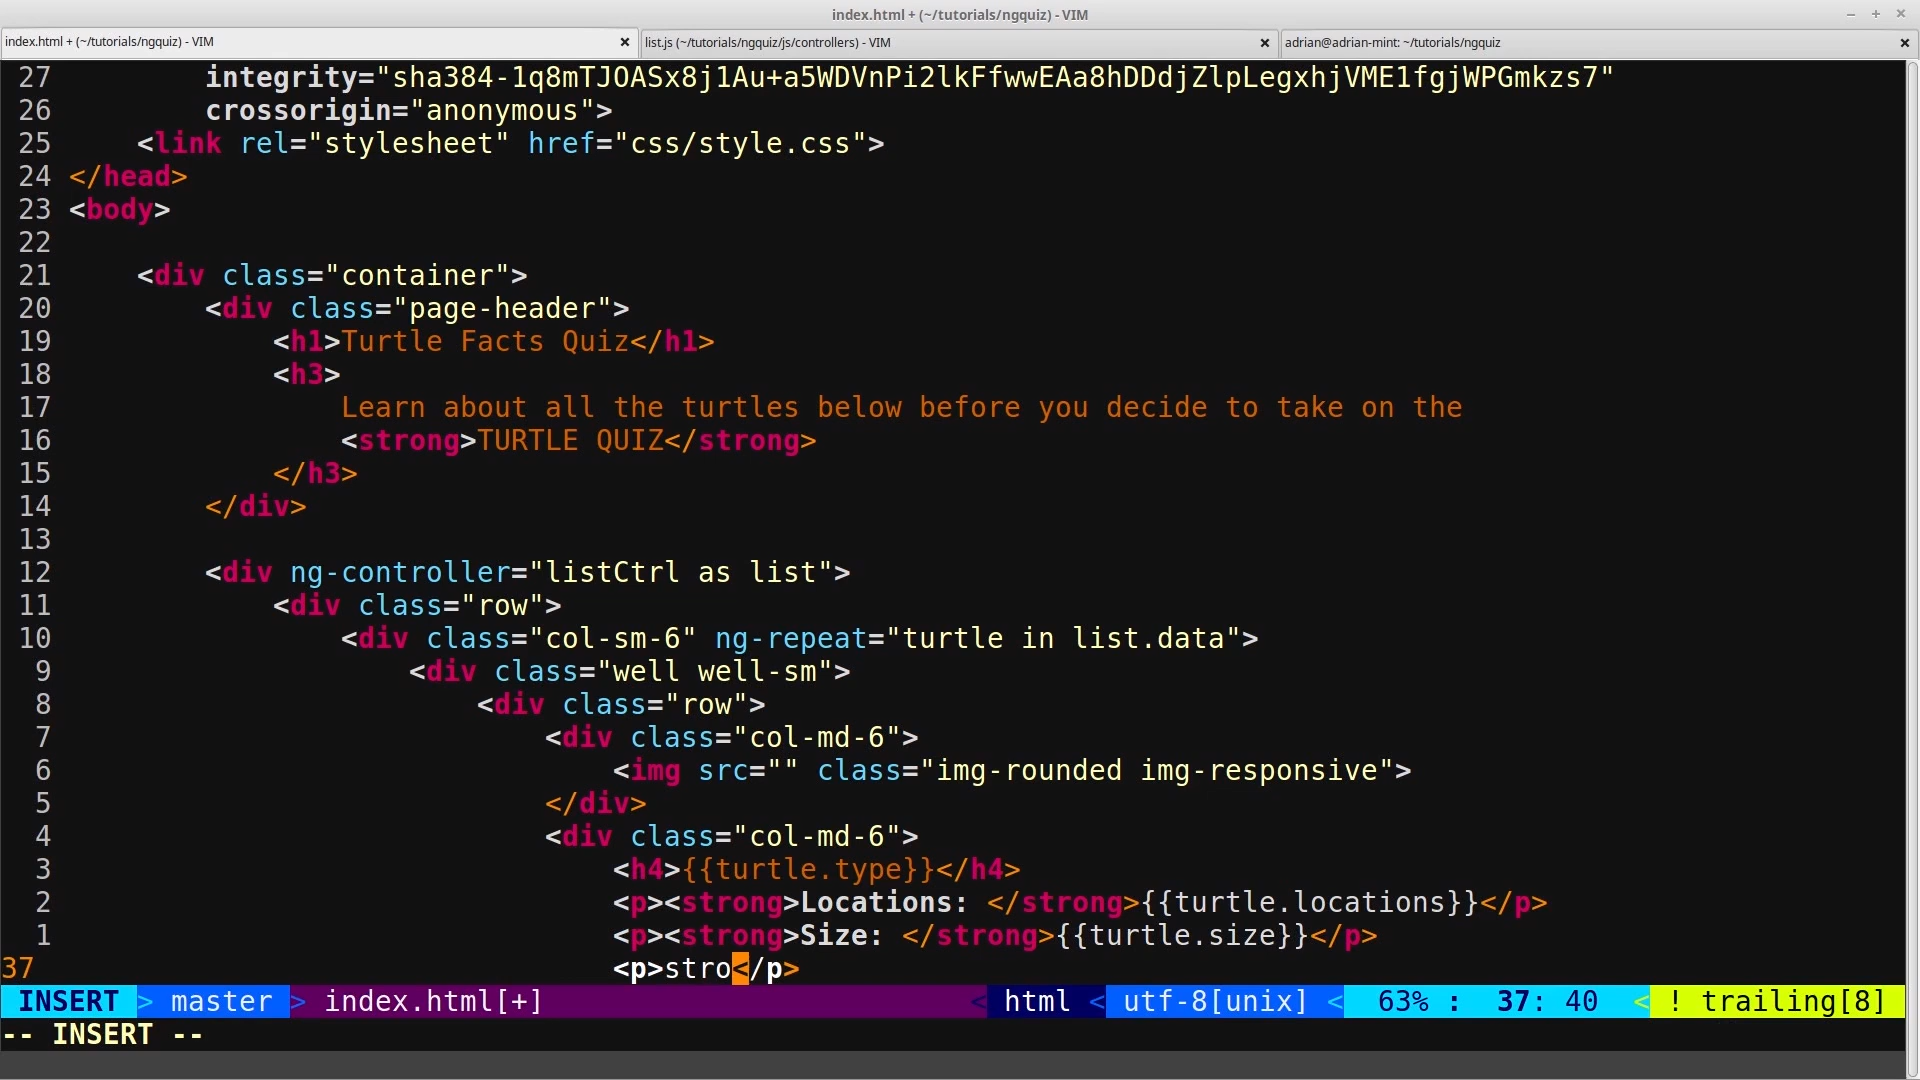 index.html + (~/tutorials/ngquiz) - VIM
index.html + (~/tutorials/ngquiz) - VIM
list.js (~/tutorials/ngquiz/js/controllers) - VIM
adrian@adrian-mint: ~/tutorials/ngquiz
27 integrity="sha384-1q8mTJOASx8j1Au+a5WDVnPi2lkFfwwEAa8hDDdjZlpLegxhjVME1fgjWPGmkzs7"
26 crossorigin="anonymous">
25 <link rel="stylesheet" href="css/style.css">
24 </head>
23 <body>
22
21 <div class="container">
20 <div class="page-header">
19 <h1>Turtle Facts Quiz</h1>
18 <h3>
17 Learn about all the turtles below before you decide to take on the
16 <strong>TURTLE QUIZ</strong>
15 </h3>
14 </div>
13
12 <div ng-controller="listCtrl as list">
11 <div class="row">
10 <div class="col-sm-6" ng-repeat="turtle in list.data">
9 <div class="well well-sm">
8 <div class="row">
7 <div class="col-md-6">
6 <img src="" class="img-rounded img-responsive">
5 </div>
4 <div class="col-md-6">
3 <h4>{{turtle.type}}</h4>
2 <p><strong>Locations: </strong>{{turtle.locations}}</p>
1 <p><strong>Size: </strong>{{turtle.size}}</p>
37 <p>stro</p>
INSERT > master > index.html[+] < html < utf-8[unix] < 63% : 37: 40 < ! trailing[8]
-- INSERT --